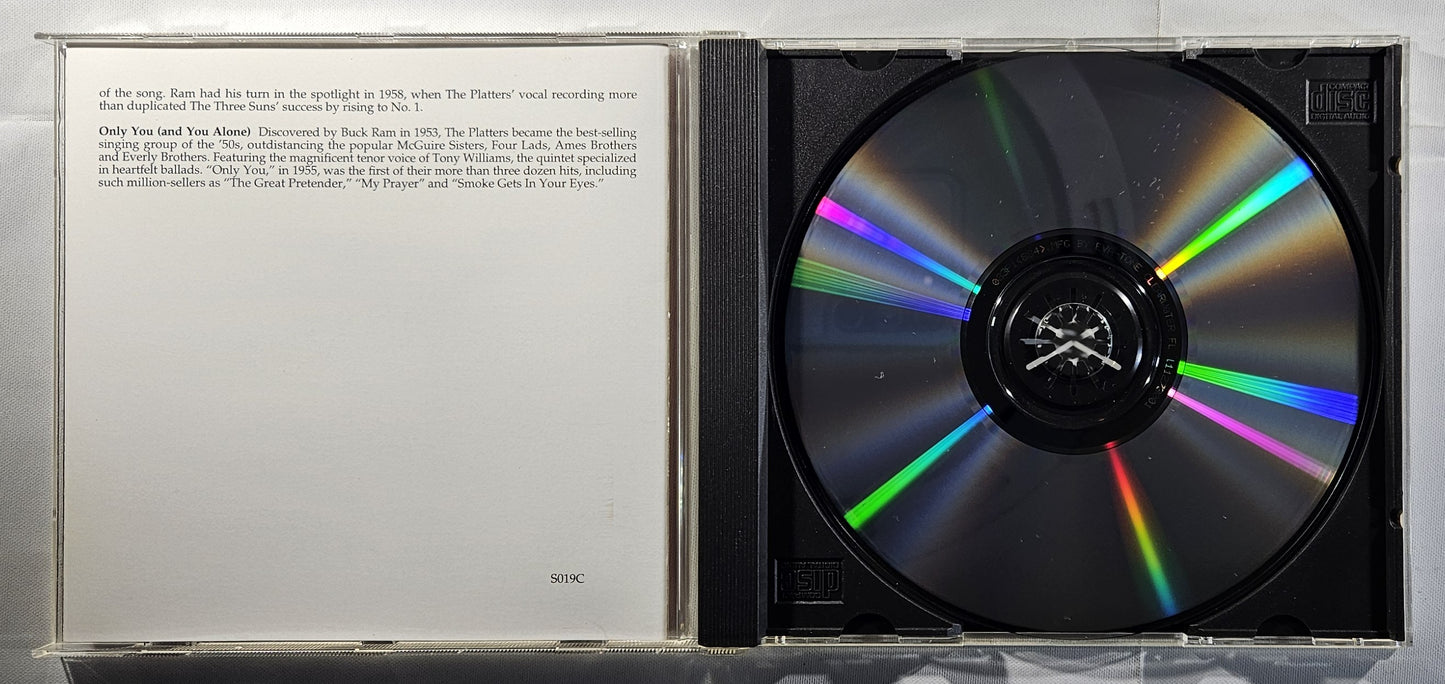 of the song. Ram had his turn in the spotlight in 1958, when The Platters’ vocal recording more
than duplicated The Three Suns’ success by rising to No. 1.
Only You (and You Alone) Discovered by Buck Ram in 1953, The Platters became the best-selling
singing group of the ’50s, outdistancing the popular McGuire Sisters, Four Lads, Ames Brothers
and Everly Brothers. Featuring the magnificent tenor voice of Tony Williams, the quintet specialized
in heartfelt ballads. “Only You,” in 1955, was the first of their more than three dozen hits, including
such million-sellers as “The Great Pretender,” “My Prayer” and “Smoke Gets In Your Eyes.”
S019C
COMPACT
disc
DIGITAL AUDIO
MFG BY
disc